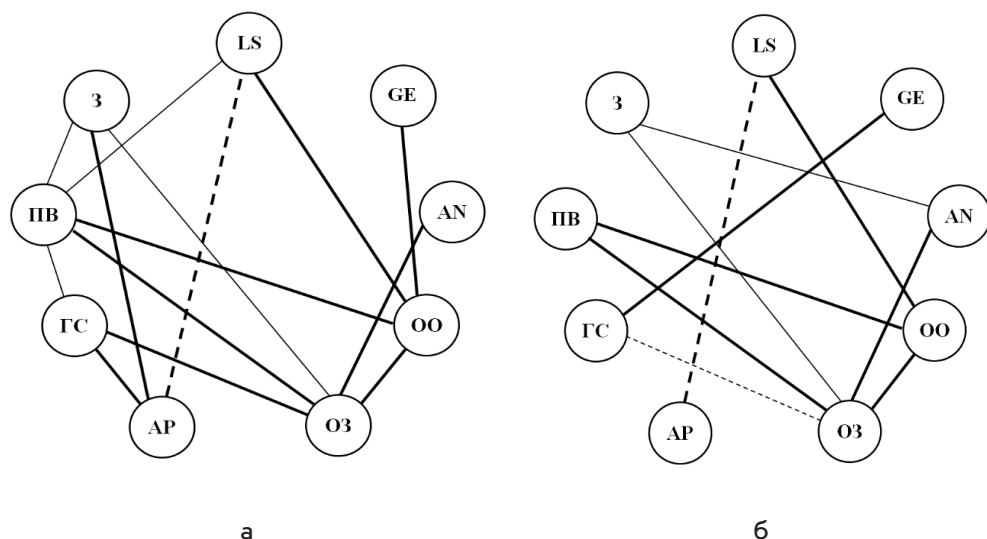 LS
GE
З
AN
ПВ
ОО
ГС
ОЗ
АР
а
LS
GE
З
AN
ПВ
ОО
ГС
ОЗ
АР
б